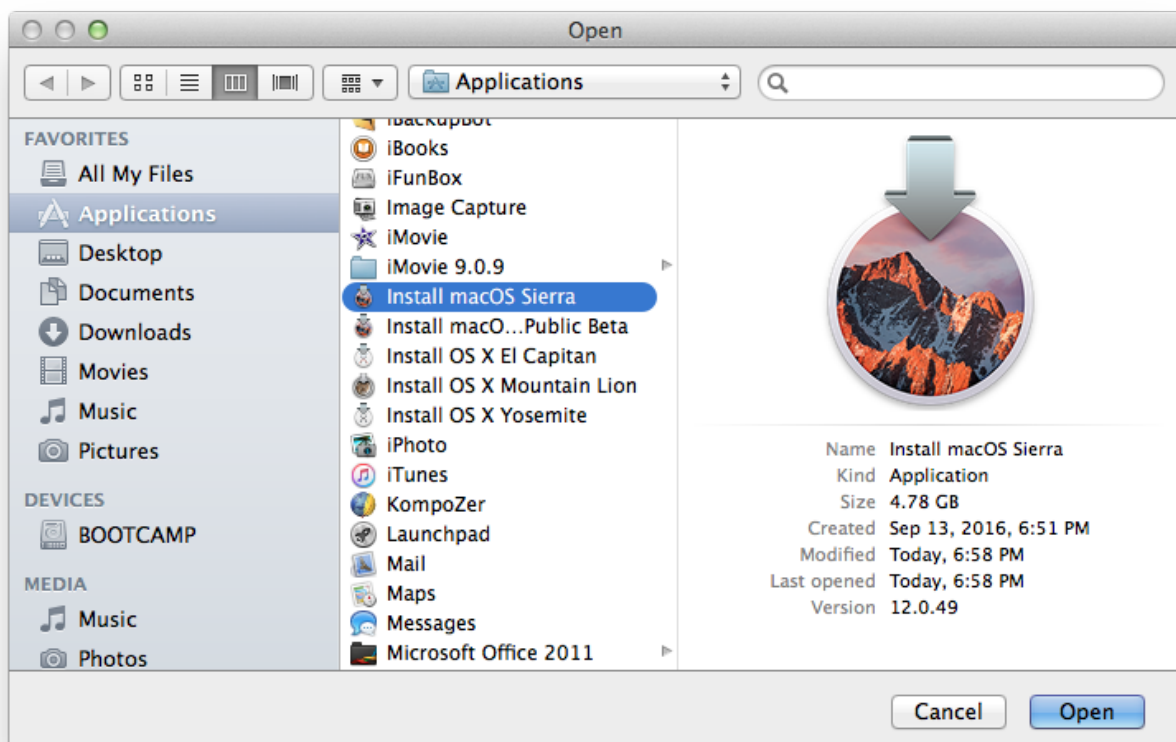 Open
Applications
FAVORITES
All My Files
Applications
Desktop
Documents
Downloads
Movies
Music
Pictures
DEVICES
BOOTCAMP
MEDIA
Music
Photos
iBackupBot
iBooks
iFunBox
Image Capture
iMovie
iMovie 9.0.9
Install macOS Sierra
Install macO...Public Beta
Install OS X El Capitan
Install OS X Mountain Lion
Install OS X Yosemite
iPhoto
iTunes
KompoZer
Launchpad
Mail
Maps
Messages
Microsoft Office 2011
Name Install macOS Sierra
Kind Application
Size 4.78 GB
Created Sep 13, 2016, 6:51 PM
Modified Today, 6:58 PM
Last opened Today, 6:58 PM
Version 12.0.49
Cancel
Open